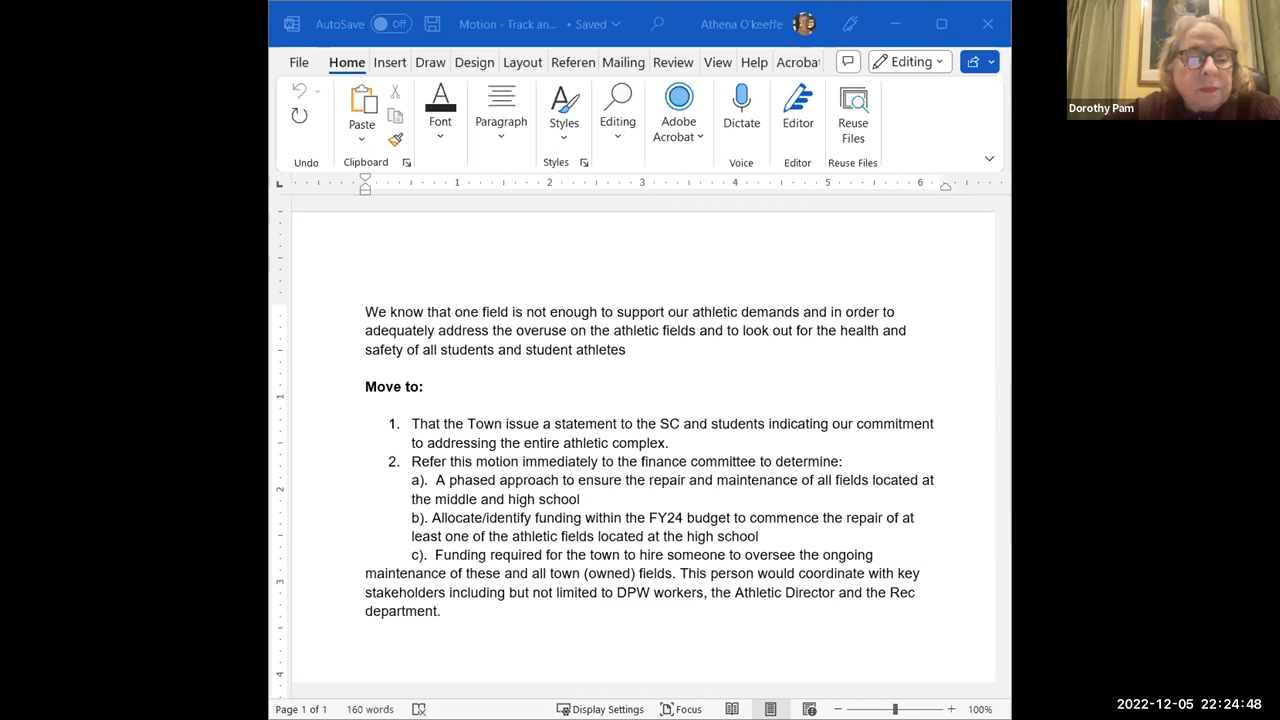 AutoSave Off Motion - Track an... • Saved Athena O'keeffe
File Home Insert Draw Design Layout Referen Mailing Review View Help Acroba Editing
Undo
Paste
Clipboard
Font
Paragraph
Styles
Styles
Editing
Adobe Acrobat
Dictate
Voice
Editor
Editor
Reuse Files
Reuse Files
Dorothy Pam
1 2 3 4 5 6
We know that one field is not enough to support our athletic demands and in order to
adequately address the overuse on the athletic fields and to look out for the health and
safety of all students and student athletes
Move to:
1. That the Town issue a statement to the SC and students indicating our commitment
to addressing the entire athletic complex.
2. Refer this motion immediately to the finance committee to determine:
a). A phased approach to ensure the repair and maintenance of all fields located at
the middle and high school
b). Allocate/identify funding within the FY24 budget to commence the repair of at
least one of the athletic fields located at the high school
c). Funding required for the town to hire someone to oversee the ongoing
maintenance of these and all town (owned) fields. This person would coordinate with key
stakeholders including but not limited to DPW workers, the Athletic Director and the Rec
department.
1
2
3
4
Page 1 of 1 160 words Display Settings Focus 100%
2022-12-05 22:24:48